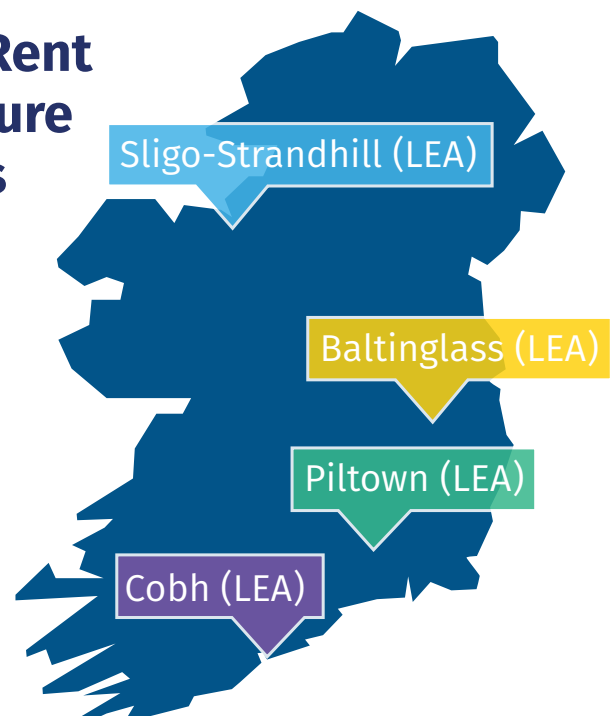 Rent
ure
s
Sligo-Strandhill (LEA)
Baltinglass (LEA)
Piltown (LEA)
Cobh (LEA)